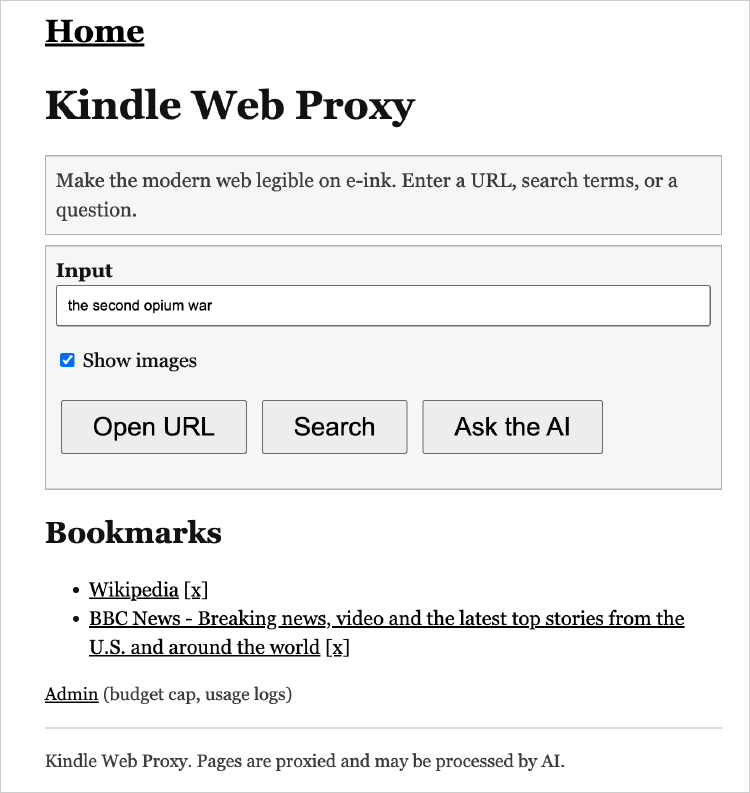 Home
Kindle Web Proxy
Make the modern web legible on e-ink. Enter a URL, search terms, or a
question.
Input
the second opium war
Show images
Open URL Search Ask the AI
Bookmarks
• Wikipedia [x]
• BBC News - Breaking news, video and the latest top stories from the
U.S. and around the world [x]
Admin (budget cap, usage logs)
Kindle Web Proxy. Pages are proxied and may be processed by AI.